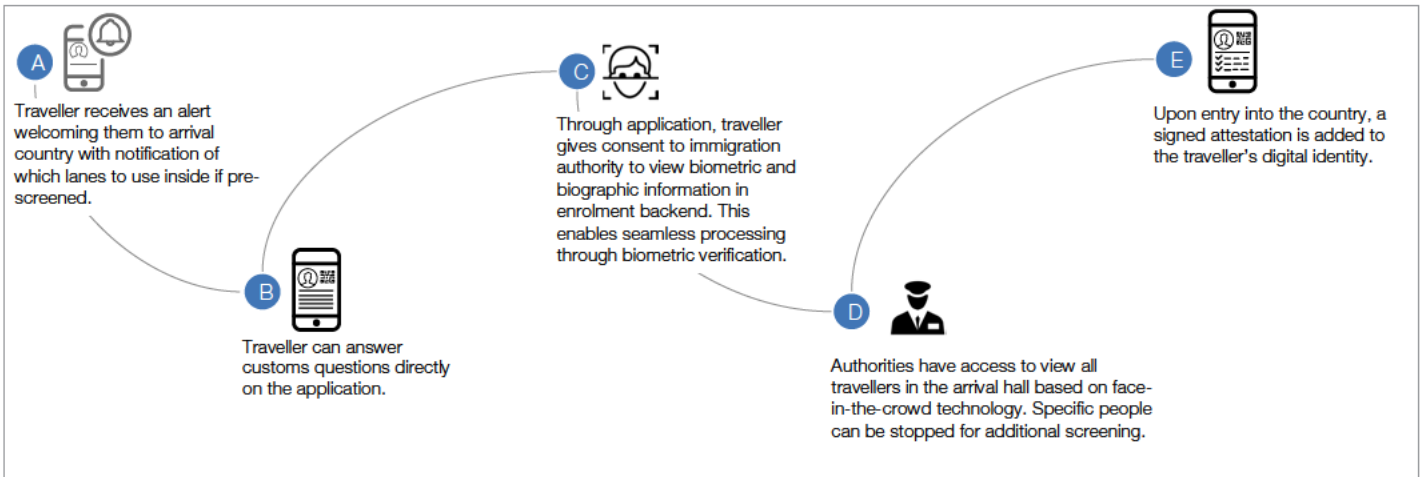 A
Traveller receives an alert
welcoming them to arrival
country with notification of
which lanes to use inside if pre-
screened.
B
Traveller can answer
customs questions directly
on the application.
C
Through application, traveller
gives consent to immigration
authority to view biometric and
biographic information in
enrolment backend. This
enables seamless processing
through biometric verification.
D
Authorities have access to view all
travellers in the arrival hall based on face-
in-the-crowd technology. Specific people
can be stopped for additional screening.
E
Upon entry into the country, a
signed attestation is added to
the traveller's digital identity.